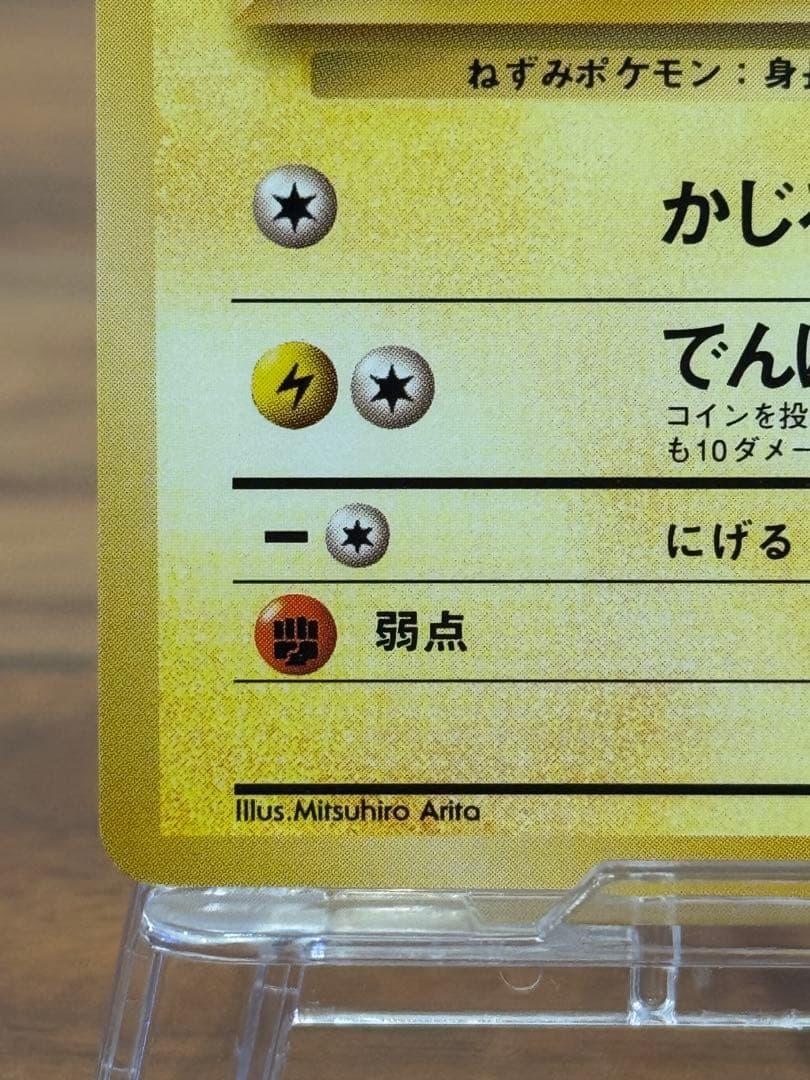 ねずみポケモン：身長
かじ
でん
コインを投
も10ダメー
にげる
弱点
Illus.Mitsuhiro Arita